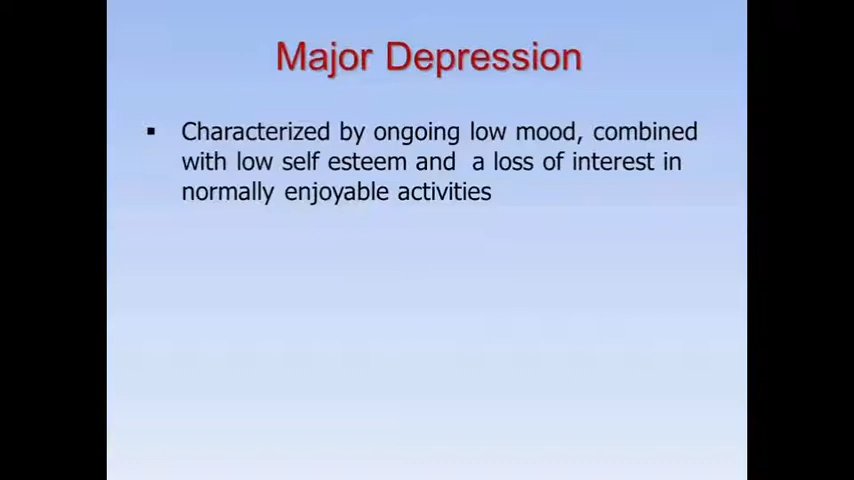 Major Depression
▪ Characterized by ongoing low mood, combined
with low self esteem and  a loss of interest in
normally enjoyable activities